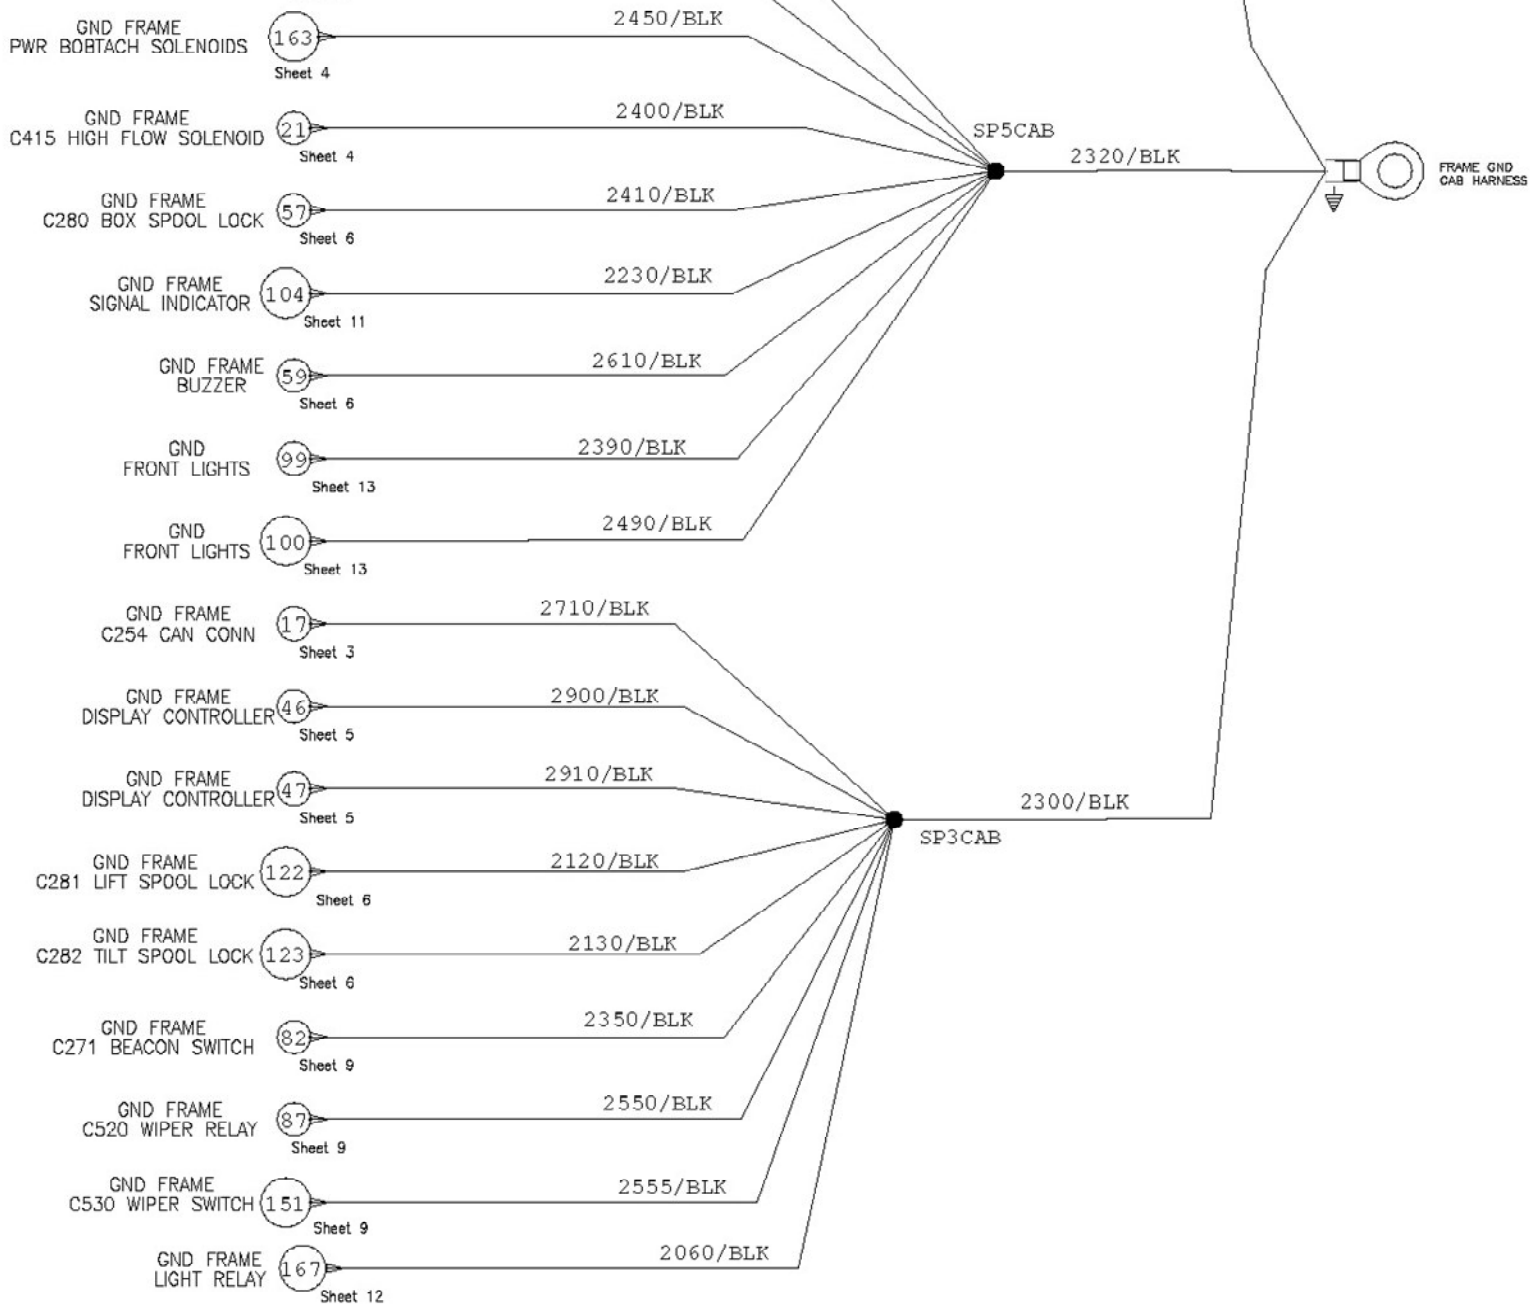 2450/BLK
GND FRAME
PWR BOBTACH SOLENOIDS
163
Sheet 4
2400/BLK
GND FRAME
C415 HIGH FLOW SOLENOID
21
Sheet 4
SP5CAB
2320/BLK
FRAME GND
CAB HARNESS
2410/BLK
GND FRAME
C280 BOX SPOOL LOCK
57
Sheet 6
2230/BLK
GND FRAME
SIGNAL INDICATOR
104
Sheet 11
2610/BLK
GND FRAME
BUZZER
59
Sheet 6
2390/BLK
GND
FRONT LIGHTS
99
Sheet 13
2490/BLK
GND
FRONT LIGHTS
100
Sheet 13
2710/BLK
GND FRAME
C254 CAN CONN
17
Sheet 3
2900/BLK
GND FRAME
DISPLAY CONTROLLER
46
Sheet 5
2910/BLK
GND FRAME
DISPLAY CONTROLLER
47
Sheet 5
2300/BLK
SP3CAB
2120/BLK
GND FRAME
C281 LIFT SPOOL LOCK
122
Sheet 6
2130/BLK
GND FRAME
C282 TILT SPOOL LOCK
123
Sheet 6
2350/BLK
GND FRAME
C271 BEACON SWITCH
82
Sheet 9
2550/BLK
GND FRAME
C520 WIPER RELAY
87
Sheet 9
2555/BLK
GND FRAME
C530 WIPER SWITCH
151
Sheet 9
2060/BLK
GND FRAME
LIGHT RELAY
167
Sheet 12